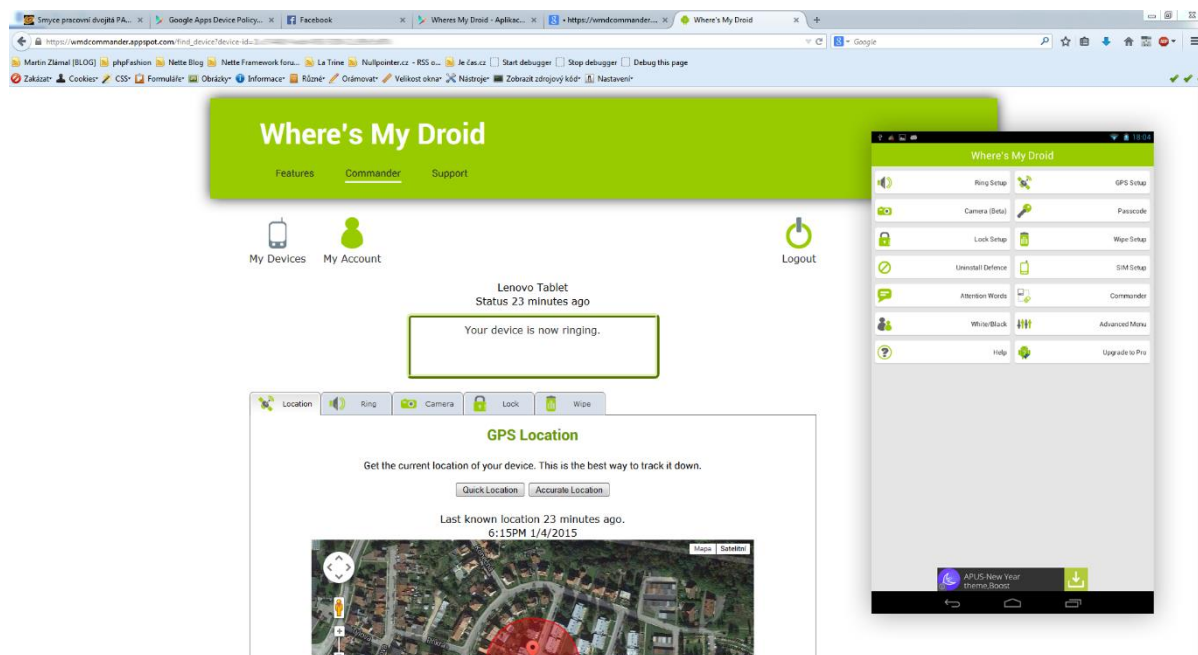 Smyce pracovní dvojitá PA... × Google Apps Device Policy... × Facebook × Wheres My Droid - Aplikac... × • https://wmdcommander.... × Where's My Droid × +
https://wmdcommander.appspot.com/find_device?device-id= Google
Martin Zlámal [BLOG] phpFashion Nette Blog Nette Framework foru... La Trine Nullpointer.cz - RSS o... Je čas.cz Start debugger Stop debugger Debug this page
Zakázat Cookies CSS Formuláře Obrázky Informace Různé Orámovat Velikost okna Nástroje Zobrazit zdrojový kód Nastavení
Where's My Droid
Features Commander Support
My Devices My Account Logout
Lenovo Tablet
Status 23 minutes ago
Your device is now ringing.
Location Ring Camera Lock Wipe
GPS Location
Get the current location of your device. This is the best way to track it down.
Quick Location Accurate Location
Last known location 23 minutes ago.
6:15PM 1/4/2015
Mapa Satelitní
18:04
Where's My Droid
Ring Setup GPS Setup
Camera (Beta) Passcode
Lock Setup Wipe Setup
Uninstall Defence SIM Setup
Attention Words Commander
White/Black Advanced Menu
Help Upgrade to Pro
APUS-New Year
theme,Boost